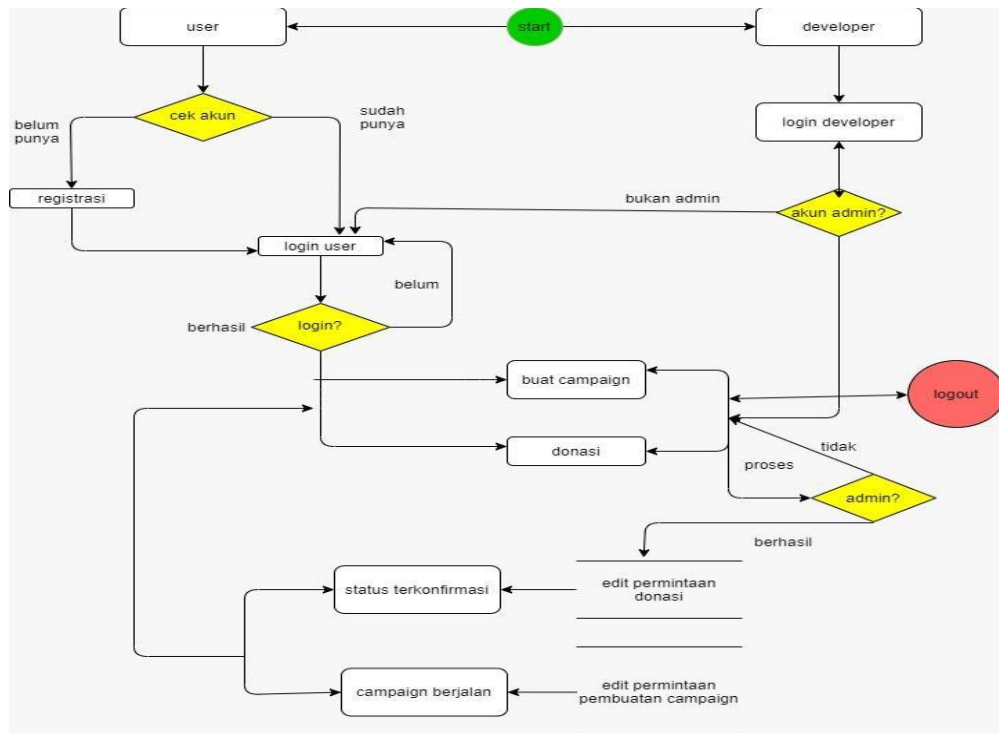 user
start
developer
cek akun
sudah
punya
belum
punya
login developer
registrasi
bukan admin
akun admin?
login user
belum
berhasil
login?
buat campaign
logout
donasi
tidak
proses
admin?
berhasil
status terkonfirmasi
edit permintaan
donasi
campaign berjalan
edit permintaan
pembuatan campaign